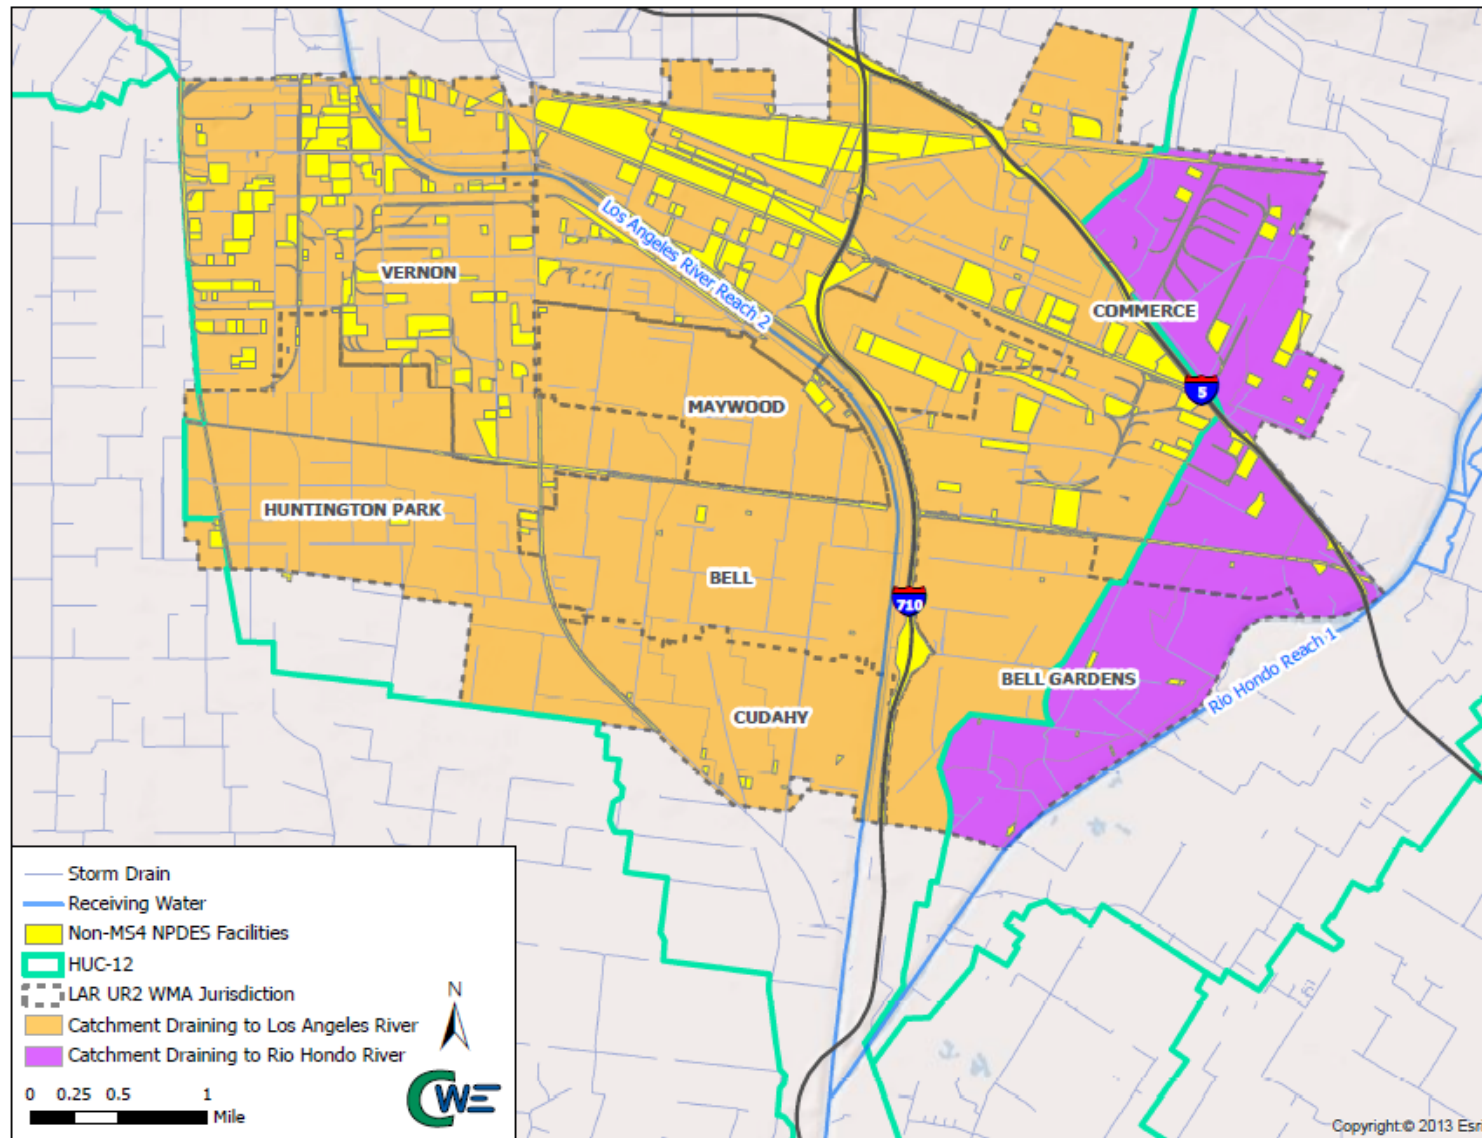 Los Angeles River Reach 2
VERNON
COMMERCE
5
MAYWOOD
HUNTINGTON PARK
BELL
710
BELL GARDENS
Rio Hondo Reach 1
CUDAHY
Storm Drain
Receiving Water
Non-MS4 NPDES Facilities
HUC-12
LAR UR2 WMA Jurisdiction
N
Catchment Draining to Los Angeles River
Catchment Draining to Rio Hondo River
0 0.25 0.5 1
Mile
CWE
Copyright:© 2013 Esri